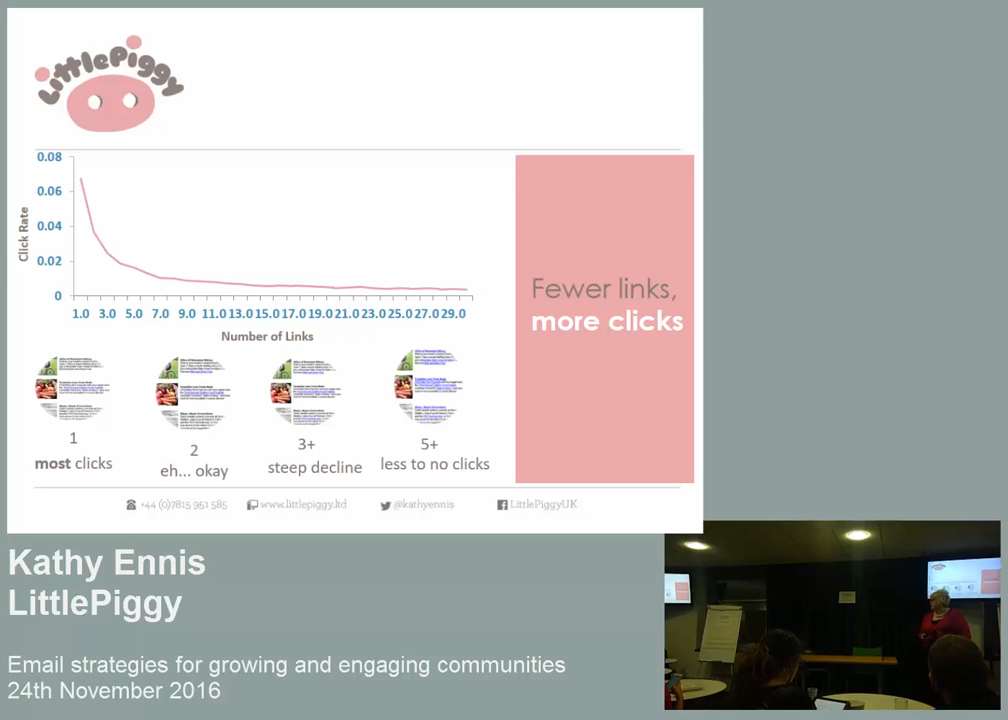 LittlePiggy
0.08
0.06
0.04
0.02
0
Click Rate
1.0 3.0 5.0 7.0 9.0 11.0 13.0 15.0 17.0 19.0 21.0 23.0 25.0 27.0 29.0
Number of Links
Fewer links,
more clicks
1
most clicks
2
eh... okay
3+
steep decline
5+
less to no clicks
+44 (0)7815 951 585
www.littlepiggy.ltd
@kathyennis
LittlePiggyUK
Kathy Ennis
LittlePiggy
Email strategies for growing and engaging communities
24th November 2016